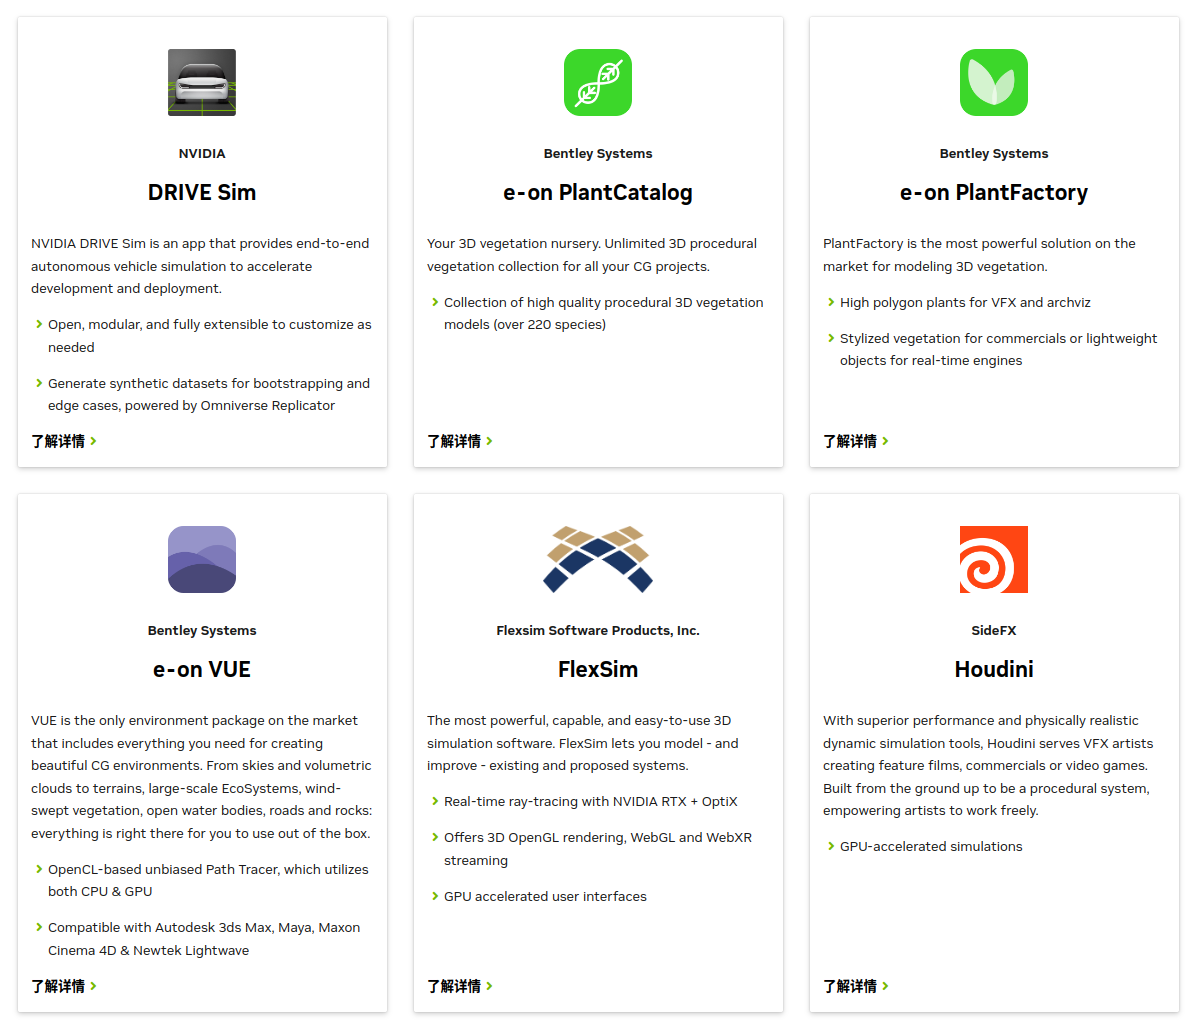 NVIDIA
DRIVE Sim
NVIDIA DRIVE Sim is an app that provides end-to-end
autonomous vehicle simulation to accelerate
development and deployment.
Open, modular, and fully extensible to customize as
needed
Generate synthetic datasets for bootstrapping and
edge cases, powered by Omniverse Replicator
了解详情
Bentley Systems
e-on PlantCatalog
Your 3D vegetation nursery. Unlimited 3D procedural
vegetation collection for all your CG projects.
Collection of high quality procedural 3D vegetation
models (over 220 species)
了解详情
Bentley Systems
e-on PlantFactory
PlantFactory is the most powerful solution on the
market for modeling 3D vegetation.
High polygon plants for VFX and archviz
Stylized vegetation for commercials or lightweight
objects for real-time engines
了解详情
Bentley Systems
e-on VUE
VUE is the only environment package on the market
that includes everything you need for creating
beautiful CG environments. From skies and volumetric
clouds to terrains, large-scale EcoSystems, wind-
swept vegetation, open water bodies, roads and rocks:
everything is right there for you to use out of the box.
OpenCL-based unbiased Path Tracer, which utilizes
both CPU & GPU
Compatible with Autodesk 3ds Max, Maya, Maxon
Cinema 4D & Newtek Lightwave
了解详情
Flexsim Software Products, Inc.
FlexSim
The most powerful, capable, and easy-to-use 3D
simulation software. FlexSim lets you model - and
improve - existing and proposed systems.
Real-time ray-tracing with NVIDIA RTX + OptiX
Offers 3D OpenGL rendering, WebGL and WebXR
streaming
GPU accelerated user interfaces
了解详情
SideFX
Houdini
With superior performance and physically realistic
dynamic simulation tools, Houdini serves VFX artists
creating feature films, commercials or video games.
Built from the ground up to be a procedural system,
empowering artists to work freely.
GPU-accelerated simulations
了解详情